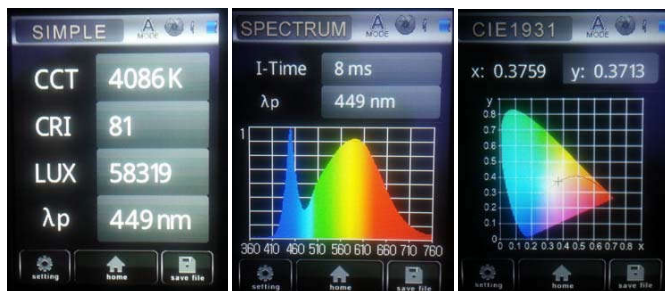 SIMPLE
A
MODE
CCT 4086K
CRI 81
LUX 58319
λp 449 nm
setting
home
save file
SPECTRUM
A
MODE
I-Time 8 ms
λp 449 nm
1
360 410 460 510 560 610 660 710 760
setting
home
save file
CIE1931
A
MODE
x: 0.3759 y: 0.3713
y
0.8
0.7
0.6
0.5
0.4
0.3
0.2
0.1
0
0 0.1 0.2 0.3 0.4 0.5 0.6 0.7 0.8 x
setting
home
save file